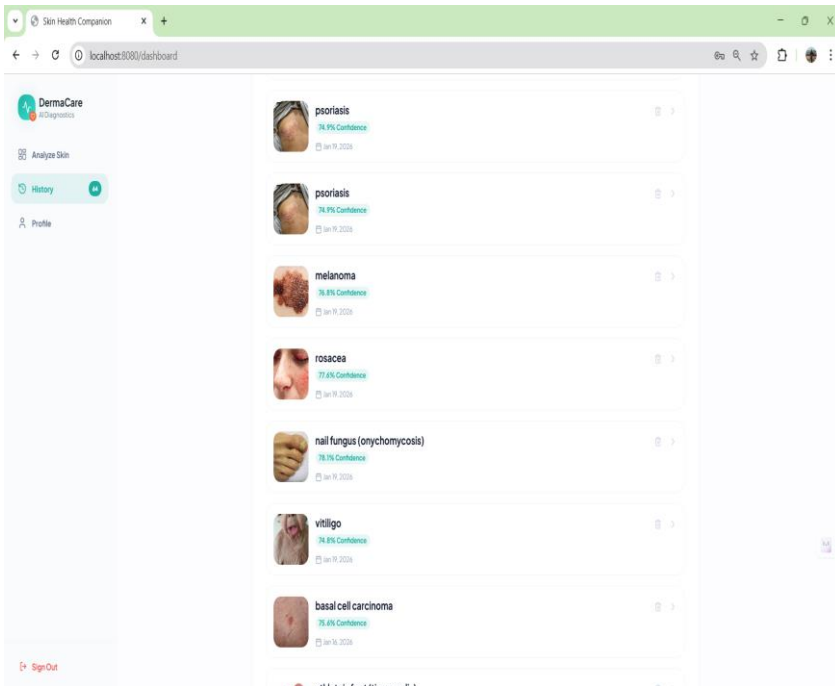 Skin Health Companion
localhost:8080/dashboard
DermaCare
AI Diagnostics
Analyze Skin
History 64
Profile
Sign Out
psoriasis
74.9% Confidence
Jan 19, 2026
psoriasis
74.9% Confidence
Jan 19, 2026
melanoma
76.8% Confidence
Jan 19, 2026
rosacea
77.6% Confidence
Jan 19, 2026
nail fungus (onychomycosis)
78.1% Confidence
Jan 19, 2026
vitiligo
74.8% Confidence
Jan 19, 2026
basal cell carcinoma
75.6% Confidence
Jan 16, 2026